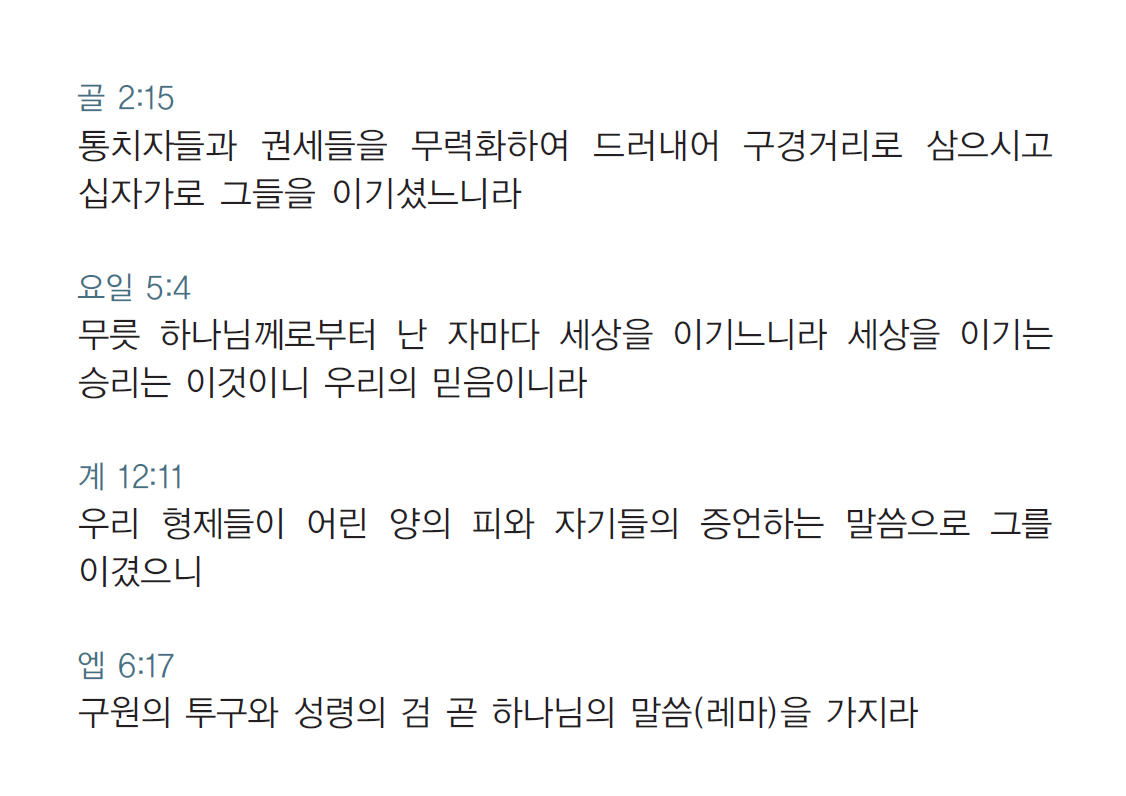 골 2:15
통치자들과 권세들을 무력화하여 드러내어 구경거리로 삼으시고
십자가로 그들을 이기셨느니라
요일 5:4
무릇 하나님께로부터 난 자마다 세상을 이기느니라 세상을 이기는
승리는 이것이니 우리의 믿음이니라
계 12:11
우리 형제들이 어린 양의 피와 자기들의 증언하는 말씀으로 그를
이겼으니
엡 6:17
구원의 투구와 성령의 검 곧 하나님의 말씀(레마)을 가지라